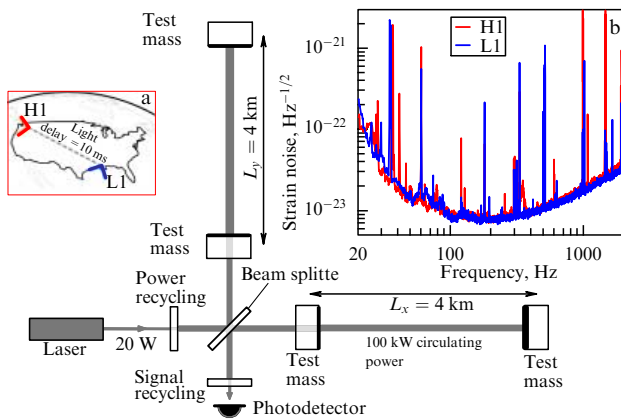 Test
mass
a
H1
Light
delay = 10 ms
L1
L_y = 4 km
Test
mass
b
H1
L1
Strain noise, Hz^{-1/2}
10^{-21}
10^{-22}
10^{-23}
20
100
1000
Frequency, Hz
Power
recycling
Beam splitte
L_x = 4 km
Laser
20 W
100 kW circulating
power
Test
mass
Test
mass
Signal
recycling
Photodetector